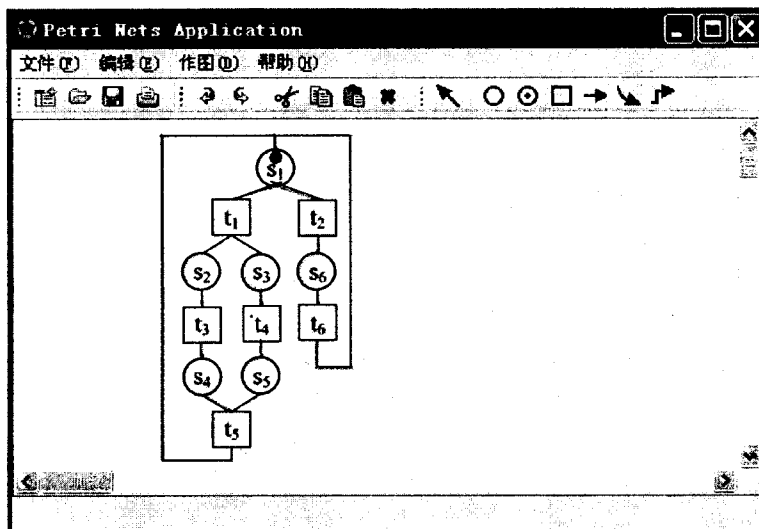 Petri Nets Application
文件(F) 编辑(E) 作图(D) 帮助(H)
s1
t1 t2
s2 s3 s6
t3 t4 t6
s4 s5
t5